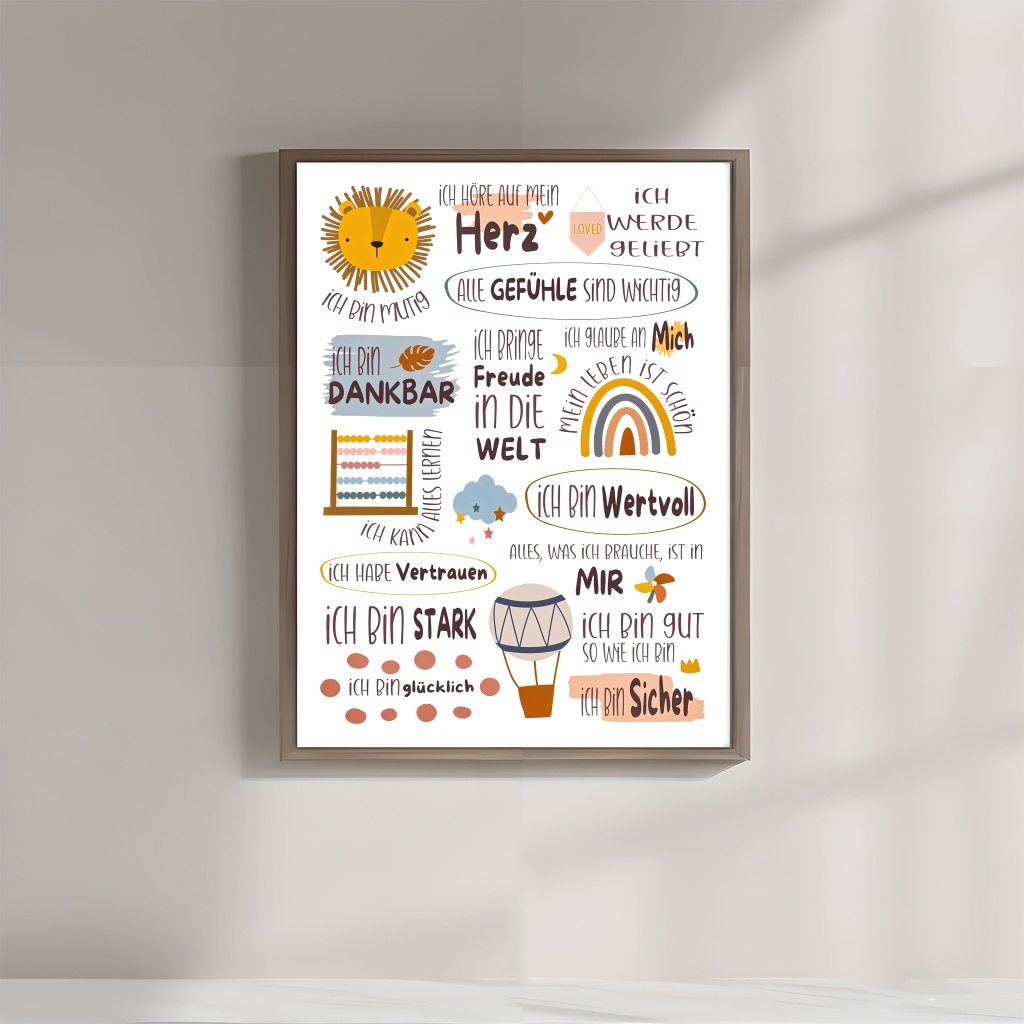 ich HÖRE AUF MEIN
Herz
LOVED
ich
WERDE
GELiEBT
ich Bin MUTiG
ALLE GEFÜHLE SiND WiCHTiG
ich BRiNGE
Freude
iN DiE
WELT
ich GLAUBE AN Mich
MEiN LEBEN iST SCHÖN
ich Bin
DANKBAR
ich KANN ALLES LERNEN
ich Bin Wertvoll
ALLES, WAS ich BRAUCHE, iST iN
MiR
ich HABE Vertrauen
ich Bin STARK
ich Bin GUT
SO WiE ich Bin
ich Bin glücklich
ich Bin Sicher